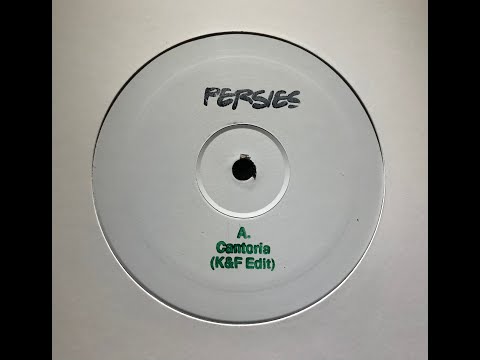 PERSIES
A.
Cantoria
(K&F Edit)